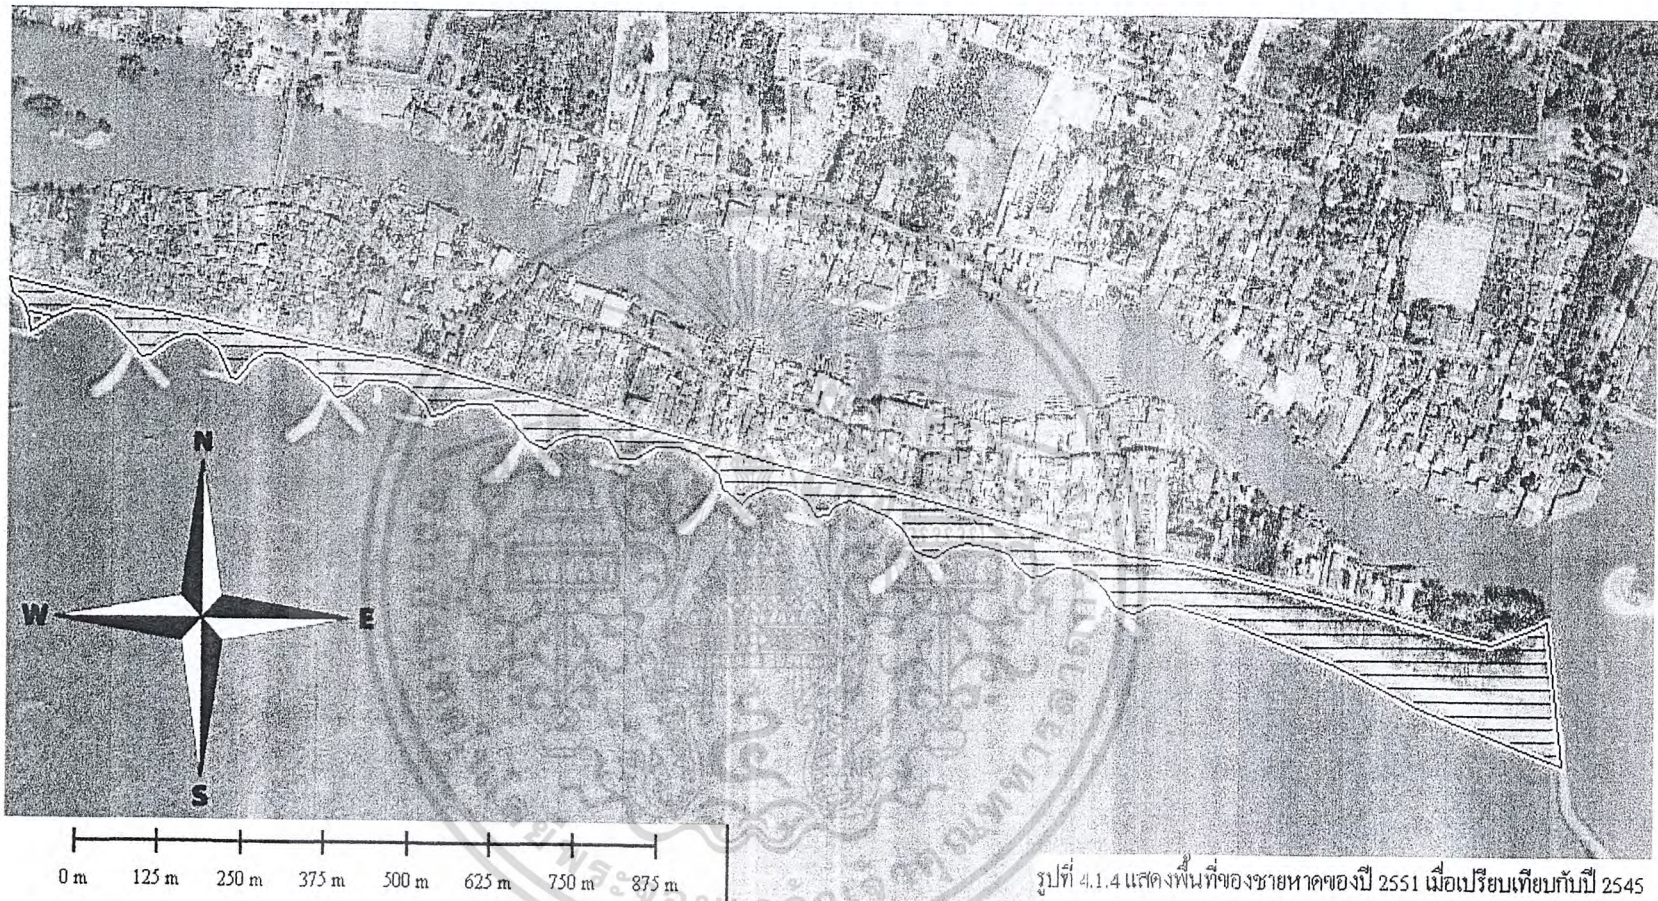 N
W E
S
0 m 125 m 250 m 375 m 500 m 625 m 750 m 875 m
รูปที่ 4.1.4 แสดงพื้นที่ของชายหาดของปี 2551 เมื่อเปรียบเทียบกับปี 2545